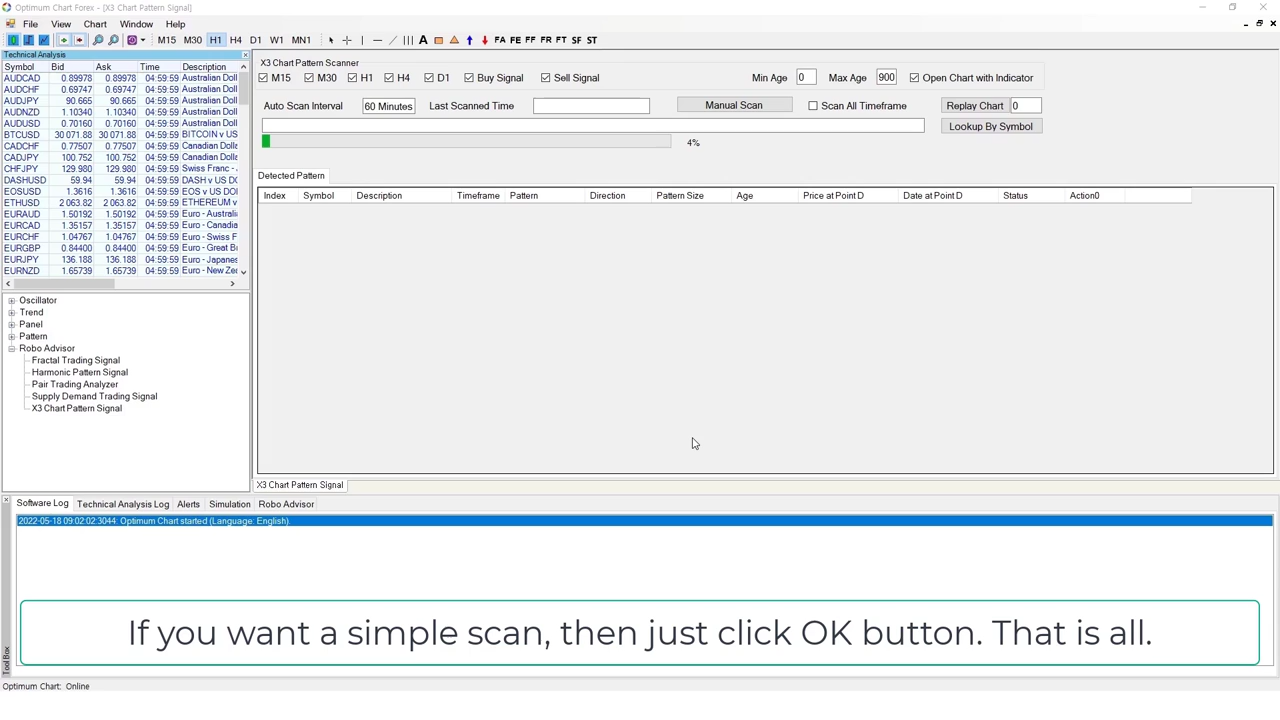 Optimum Chart Forex - [X3 Chart Pattern Signal]
File View Chart Window Help
M15 M30 H1 H4 D1 W1 MN1 A FA FE FF FR FT SF ST
Technical Analysis
Symbol Bid Ask Time Description
AUDCAD 0.89978 0.89978 04:59:59 Australian Doll
AUDCHF 0.69747 0.69747 04:59:59 Australian Doll
AUDJPY 90.665 90.665 04:59:59 Australian Doll
AUDNZD 1.10340 1.10340 04:59:59 Australian Doll
AUDUSD 0.70160 0.70160 04:59:59 Australian Doll
BTCUSD 30 071.88 30 071.88 04:59:59 BITCOIN v US
CADCHF 0.77507 0.77507 04:59:59 Canadian Dolla
CADJPY 100.752 100.752 04:59:59 Canadian Dolla
CHFJPY 129.980 129.980 04:59:59 Swiss Franc -
DASHUSD 59.94 59.94 04:59:59 DASH v US DO
EOSUSD 1.3616 1.3616 04:59:59 EOS v US DOI
ETHUSD 2 063.82 2 063.82 04:59:59 ETHEREUM v
EURAUD 1.50192 1.50192 04:59:59 Euro - Australi
EURCAD 1.35157 1.35157 04:59:59 Euro - Canadia
EURCHF 1.04767 1.04767 04:59:59 Euro - Swiss F
EURGBP 0.84400 0.84400 04:59:59 Euro - Great B
EURJPY 136.188 136.188 04:59:59 Euro - Japanes
EURNZD 1.65739 1.65739 04:59:59 Euro - New Zea
Oscillator
Trend
Panel
Pattern
Robo Advisor
Fractal Trading Signal
Harmonic Pattern Signal
Pair Trading Analyzer
Supply Demand Trading Signal
X3 Chart Pattern Signal
X3 Chart Pattern Scanner
M15 M30 H1 H4 D1 Buy Signal Sell Signal Min Age 0 Max Age 900 Open Chart with Indicator
Auto Scan Interval 60 Minutes Last Scanned Time Manual Scan Scan All Timeframe Replay Chart 0
Lookup By Symbol
4%
Detected Pattern
Index Symbol Description Timeframe Pattern Direction Pattern Size Age Price at Point D Date at Point D Status Action0
X3 Chart Pattern Signal
Software Log Technical Analysis Log Alerts Simulation Robo Advisor
2022-05-18 09:02:02:3044: Optimum Chart started (Language: English).
If you want a simple scan, then just click OK button. That is all.
Tool Box
Optimum Chart: Online